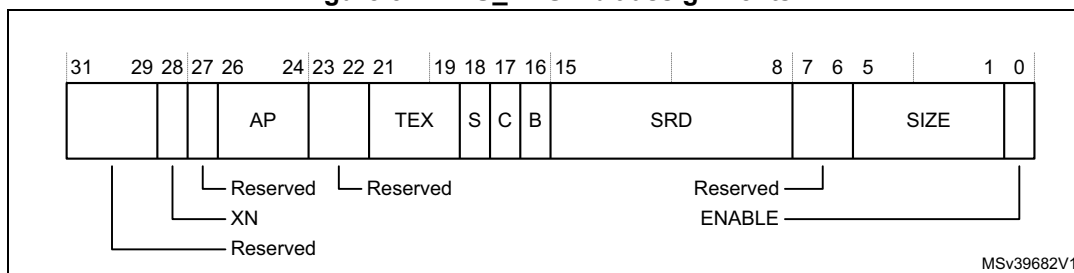 31 29 28 27 26 24 23 22 21 19 18 17 16 15 8 7 6 5 1 0
AP TEX S C B SRD SIZE
Reserved Reserved Reserved
XN ENABLE
Reserved
MSv39682V1